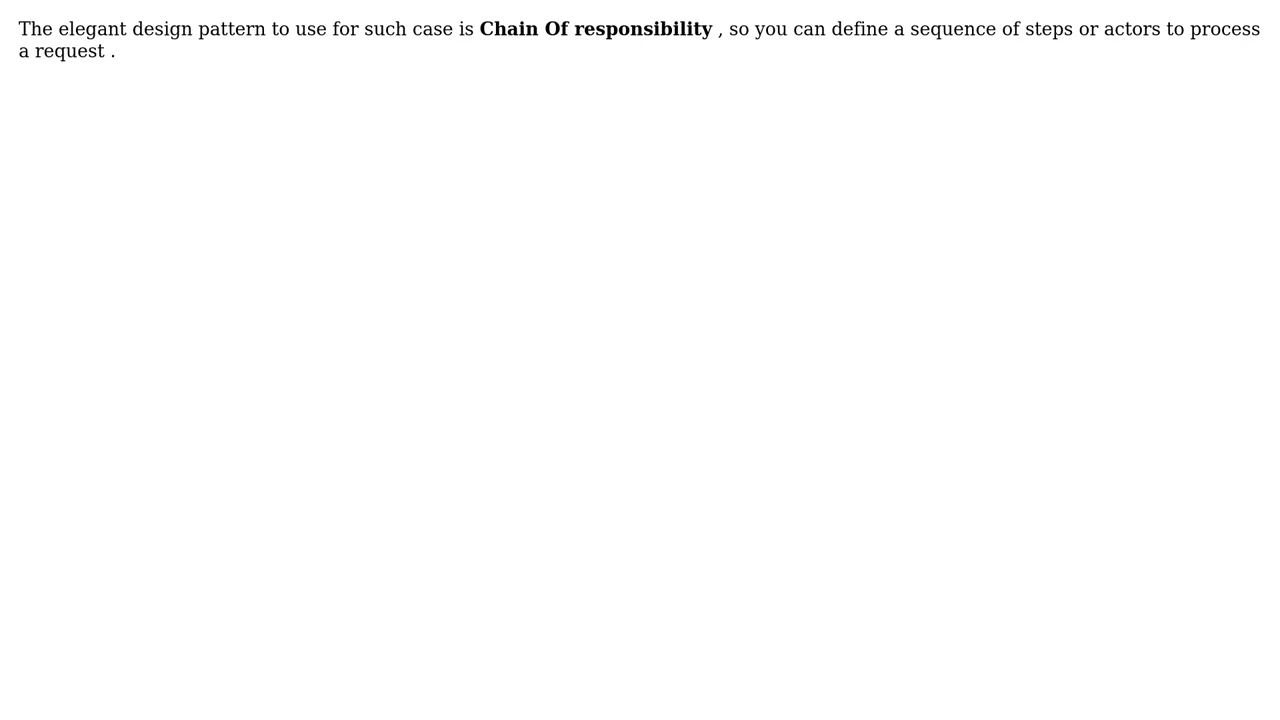 The elegant design pattern to use for such case is Chain Of responsibility , so you can define a sequence of steps or actors to process
a request .